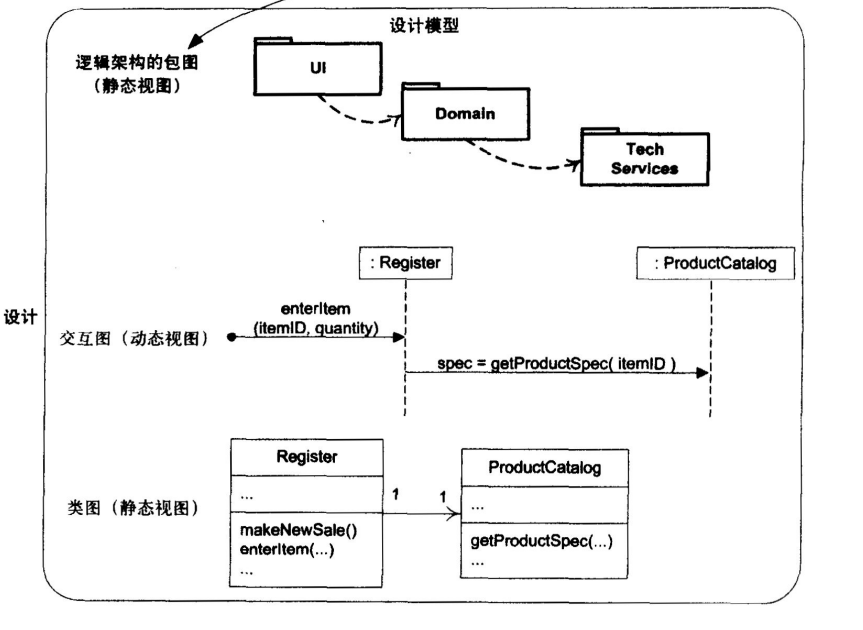 设计模型
逻辑架构的包图
（静态视图）
UI
Domain
Tech
Services
: Register
: ProductCatalog
设计
交互图（动态视图）
enterItem
(itemID, quantity)
spec = getProductSpec( itemID )
类图（静态视图）
Register
...
makeNewSale()
enterItem(...)
...
1
1
ProductCatalog
...
getProductSpec(...)
...